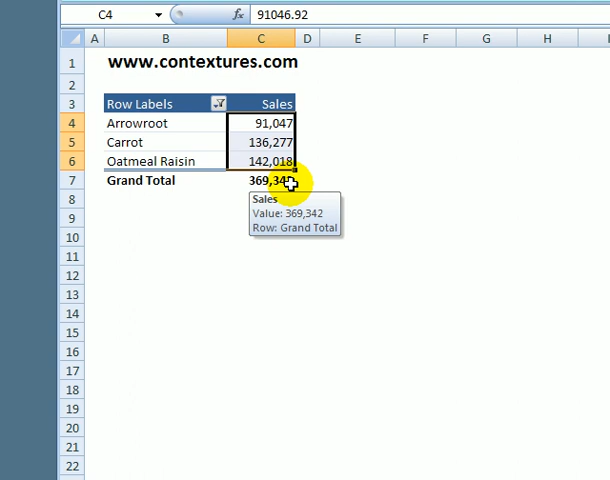 C4 fx 91046.92
A B C D E F G H
1 www.contextures.com
2
3 Row Labels Sales
4 Arrowroot 91,047
5 Carrot 136,277
6 Oatmeal Raisin 142,018
7 Grand Total 369,342
8 Sales
9 Value: 369,342
Row: Grand Total
10
11
12
13
14
15
16
17
18
19
20
21
22